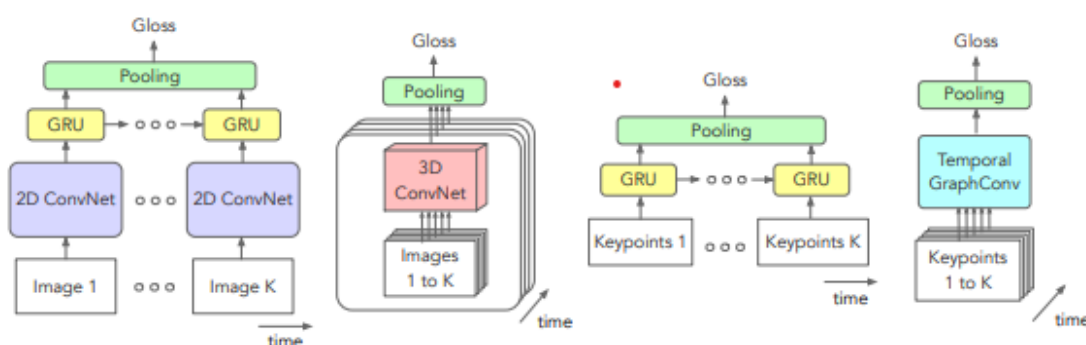 Gloss
Pooling
GRU
GRU
2D ConvNet
2D ConvNet
Image 1
Image K
time
Gloss
Pooling
3D
ConvNet
Images
1 to K
time
Gloss
Pooling
GRU
GRU
Keypoints 1
Keypoints K
time
Gloss
Pooling
Temporal
GraphConv
Keypoints
1 to K
time